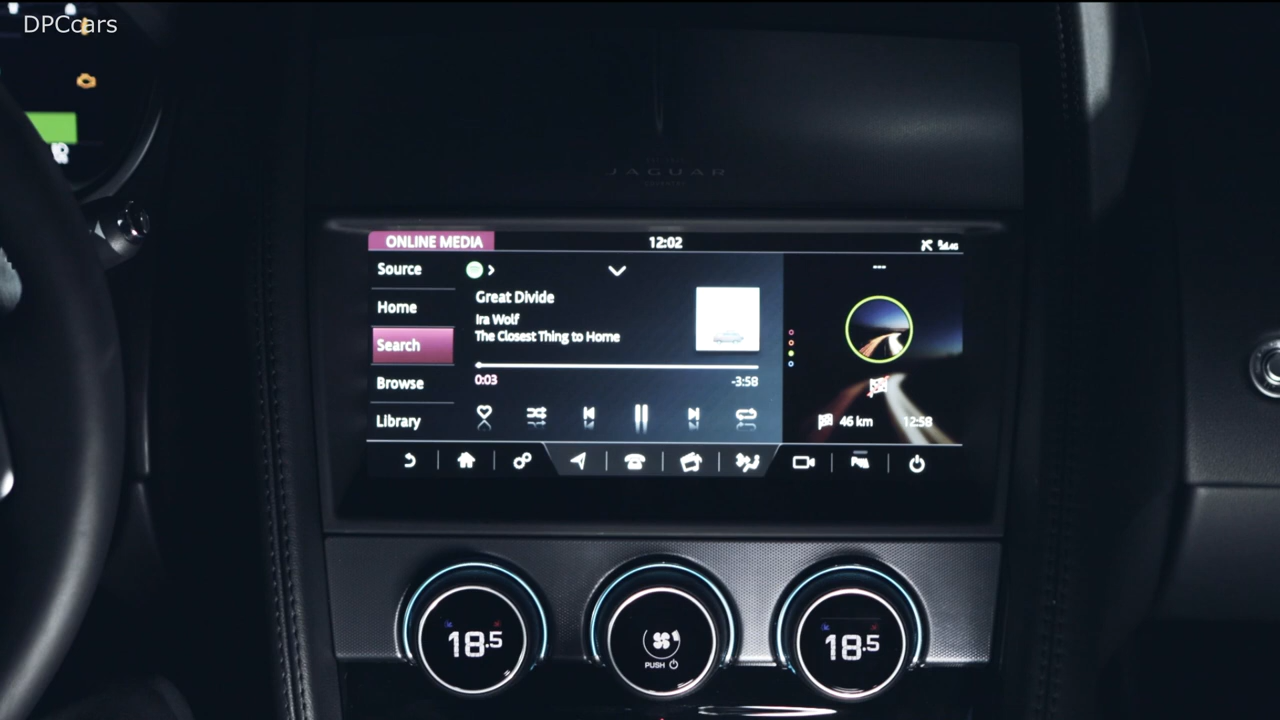 DPCcars
JAGUAR
ONLINE MEDIA
12:02
Source
Home
Search
Browse
Library
Great Divide
Ira Wolf
The Closest Thing to Home
0:03
-3:58
---
46 km
12:58
18.5
PUSH
18.5